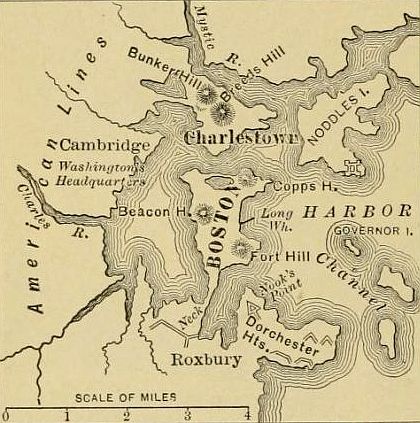 Mystic R.
Bunker Hill
Breeds Hill
American Lines
Charlestown
NODDLES I.
Cambridge
Washington's
Headquarters
Charles R.
Beacon H.
BOSTON
Copps H.
Long
Wh.
HARBOR
GOVERNOR I.
Fort Hill
Channel
Nook's
Point
Neck
Dorchester
Hts.
Roxbury
SCALE OF MILES
0 1 2 3 4